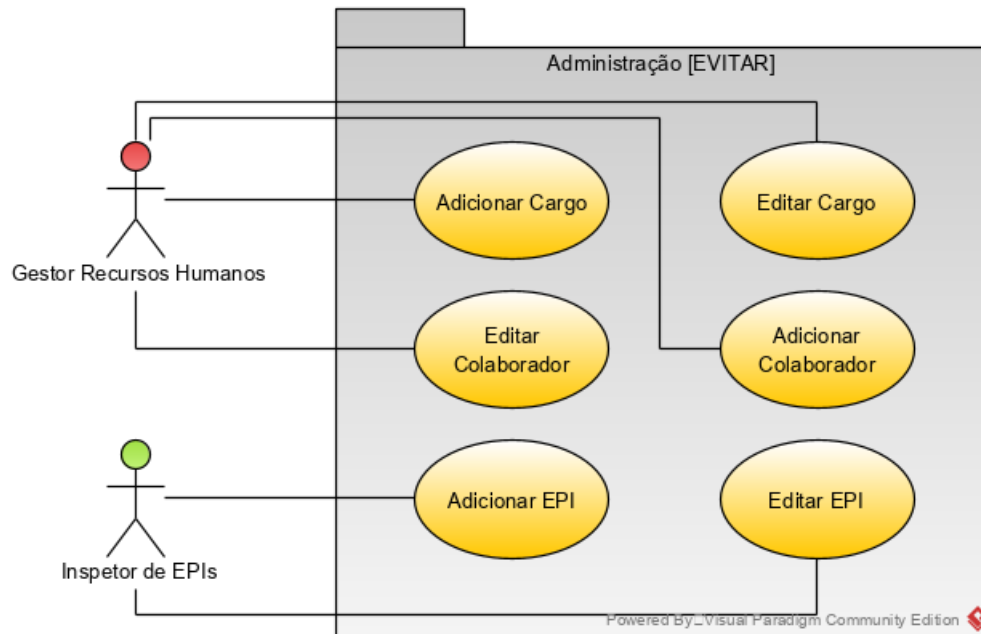 Administração [EVITAR]
Adicionar Cargo
Editar Cargo
Gestor Recursos Humanos
Editar
Colaborador
Adicionar
Colaborador
Adicionar EPI
Editar EPI
Inspetor de EPIs
Powered By Visual Paradigm Community Edition